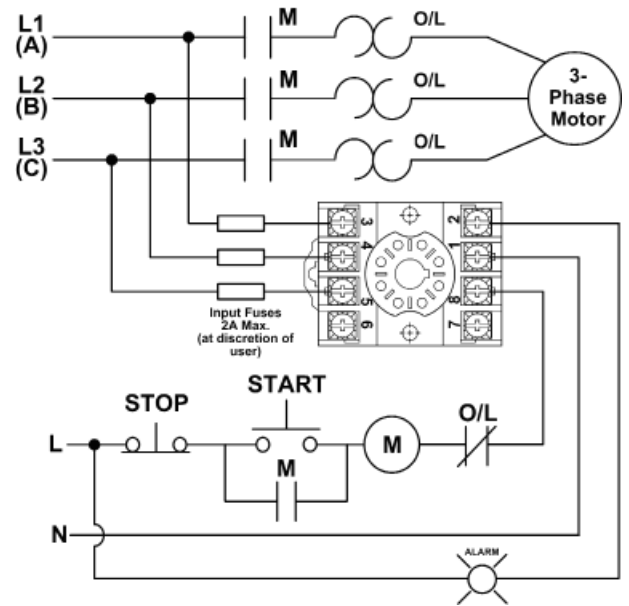 L1
(A)
M
O/L
L2
(B)
M
O/L
L3
(C)
M
O/L
3-
Phase
Motor
3
4
5
6
2
1
8
7
Input Fuses
2A Max.
(at discretion of
user)
STOP
START
M
M
O/L
L
N
ALARM